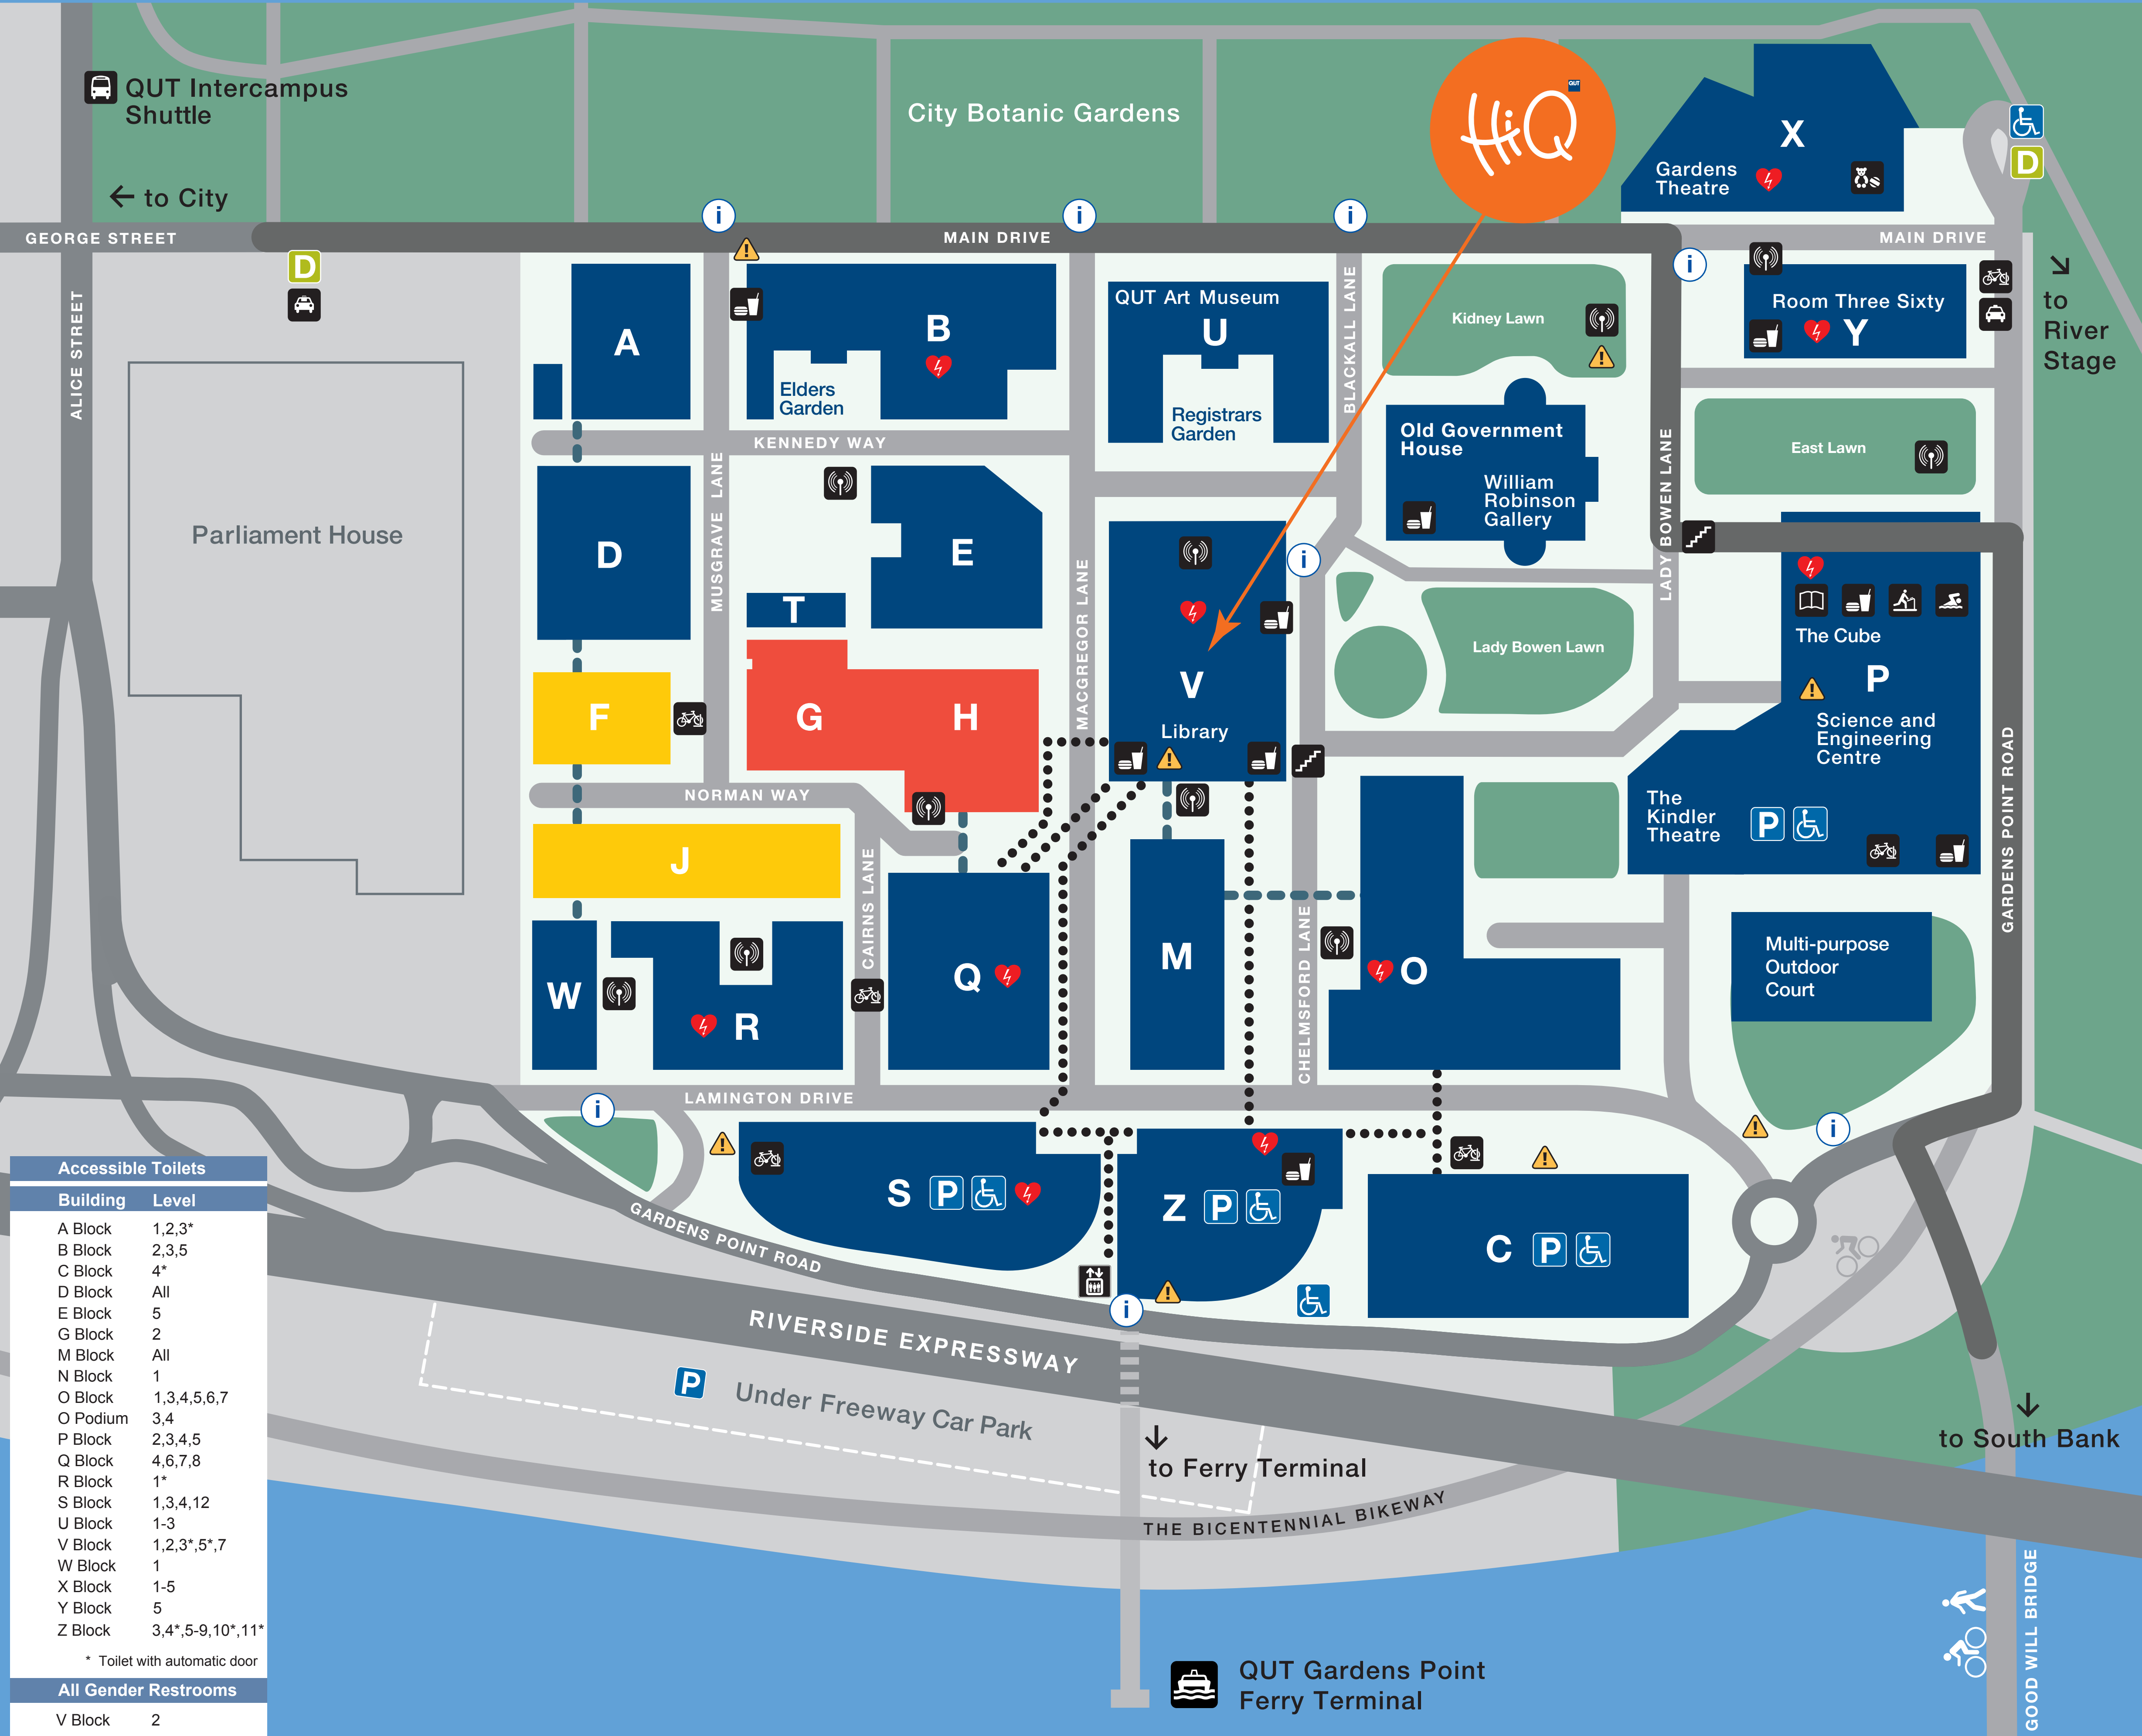 QUT Intercampus
Shuttle
← to City
City Botanic Gardens
HiQ
QUT
X
Gardens
Theatre
D
GEORGE STREET
MAIN DRIVE
MAIN DRIVE
i
i
i
i
D
ALICE STREET
A
B
Elders
Garden
QUT Art Museum
U
Registrars
Garden
BLACKALL LANE
Kidney Lawn
Room Three Sixty
Y
to
River
Stage
KENNEDY WAY
MUSGRAVE LANE
Old Government
House
William
Robinson
Gallery
LADY BOWEN LANE
East Lawn
Parliament House
D
E
T
MACGREGOR LANE
i
V
Library
Lady Bowen Lawn
The Cube
P
Science and
Engineering
Centre
F
G
H
NORMAN WAY
The
Kindler
Theatre
P
GARDENS POINT ROAD
J
CAIRNS LANE
W
R
Q
M
CHELMSFORD LANE
O
Multi-purpose
Outdoor
Court
LAMINGTON DRIVE
i
i
S
P
Z
P
C
P
GARDENS POINT ROAD
i
RIVERSIDE EXPRESSWAY
P
Under Freeway Car Park
to Ferry Terminal
to South Bank
THE BICENTENNIAL BIKEWAY
GOOD WILL BRIDGE
QUT Gardens Point
Ferry Terminal
Accessible Toilets
Building Level
A Block 1,2,3*
B Block 2,3,5
C Block 4*
D Block All
E Block 5
G Block 2
M Block All
N Block 1
O Block 1,3,4,5,6,7
O Podium 3,4
P Block 2,3,4,5
Q Block 4,6,7,8
R Block 1*
S Block 1,3,4,12
U Block 1-3
V Block 1,2,3*,5*,7
W Block 1
X Block 1-5
Y Block 5
Z Block 3,4*,5-9,10*,11*
* Toilet with automatic door
All Gender Restrooms
V Block 2